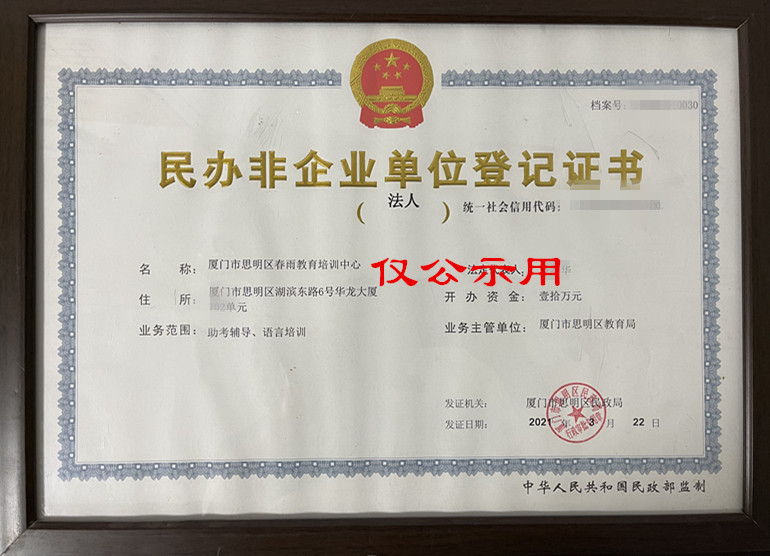 档案号: 0030
民办非企业单位登记证书
(法人)
统一社会信用代码:
名称: 厦门市思明区春雨教育培训中心
仅公示用
住所: 厦门市思明区湖滨东路6号华龙大厦
单元
开办资金: 壹拾万元
业务范围: 助考辅导、语言培训
业务主管单位: 厦门市思明区教育局
发证机关: 厦门市思明区民政局
发证日期: 2021 年 3 月 22 日
中华人民共和国民政部监制